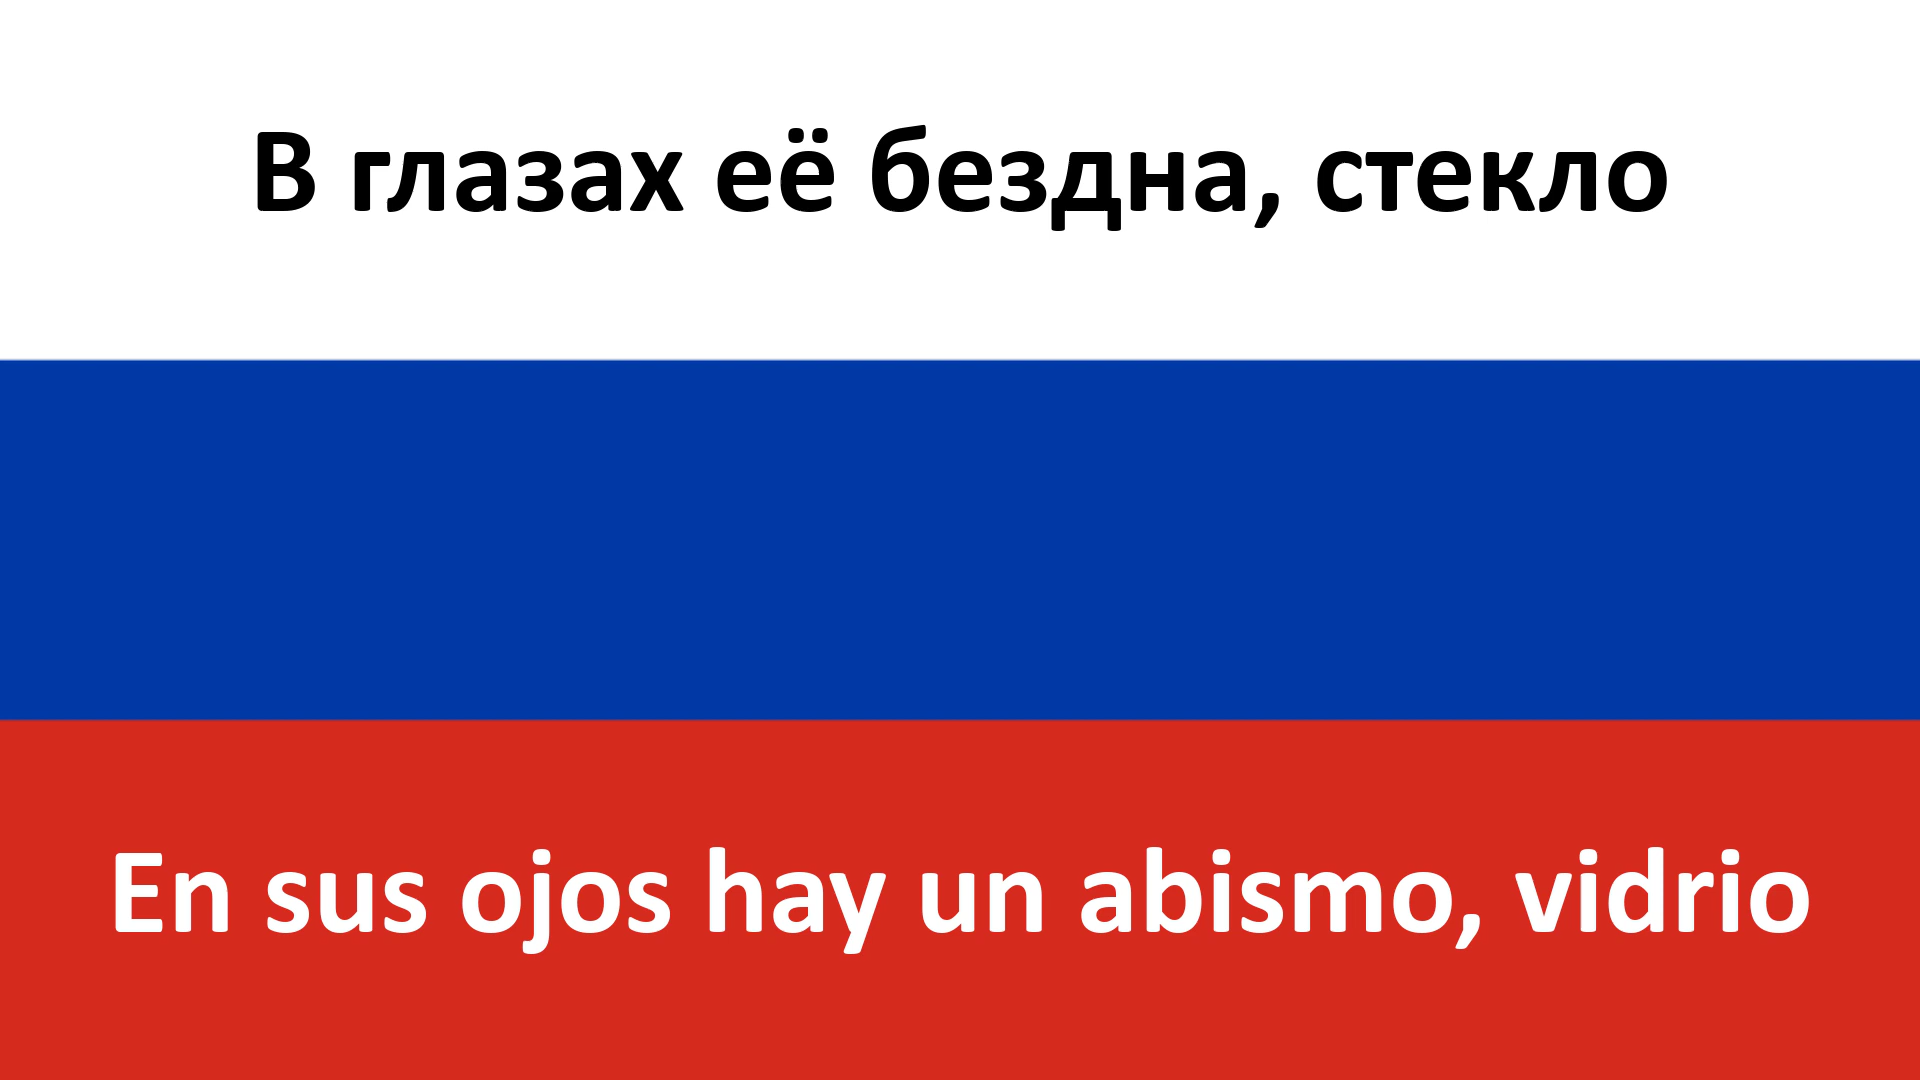 В глазах её бездна, стекло
En sus ojos hay un abismo, vidrio